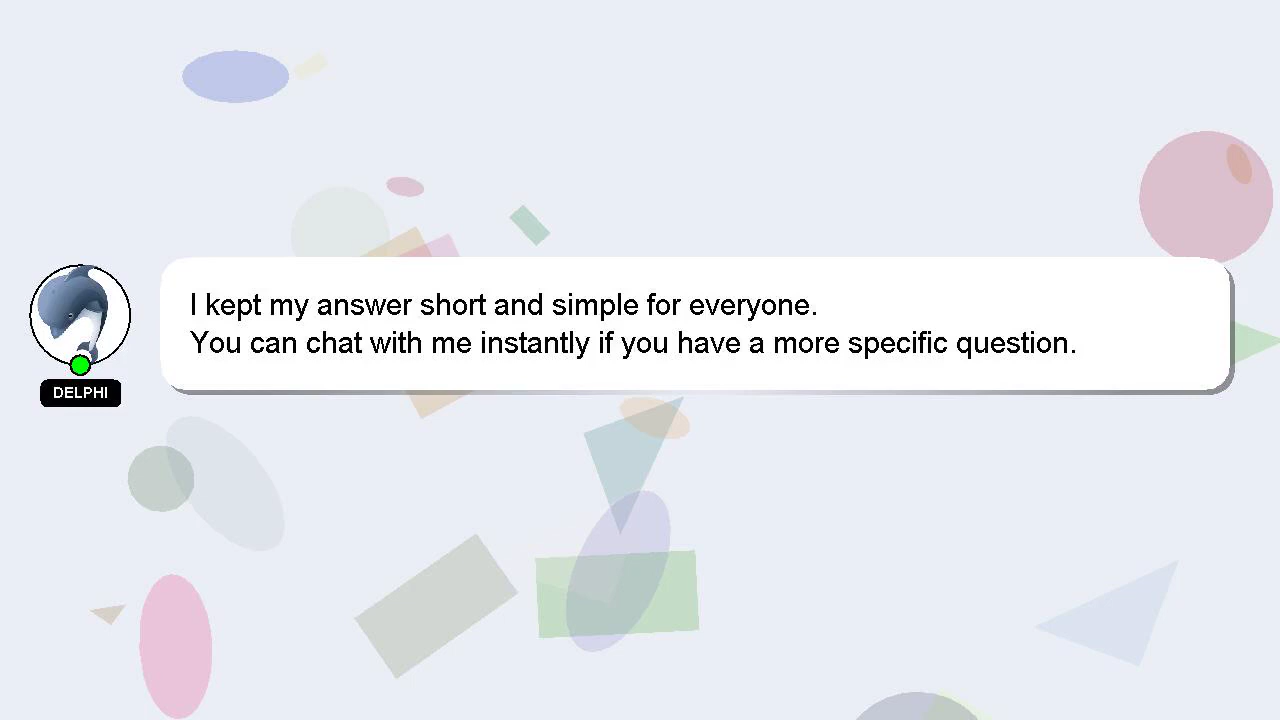 I kept my answer short and simple for everyone.
You can chat with me instantly if you have a more specific question.
DELPHI